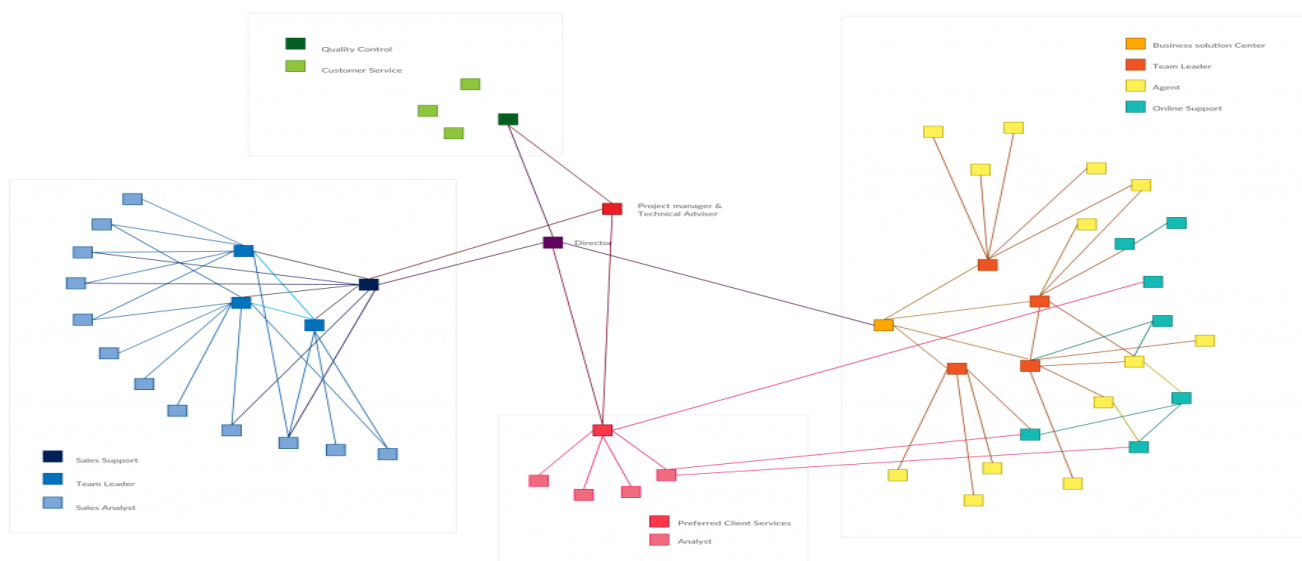 Quality Control
Customer Service
Business solution Center
Team Leader
Agent
Online Support
Project manager &
Technical Adviser
Director
Sales Support
Team Leader
Sales Analyst
Preferred Client Services
Analyst